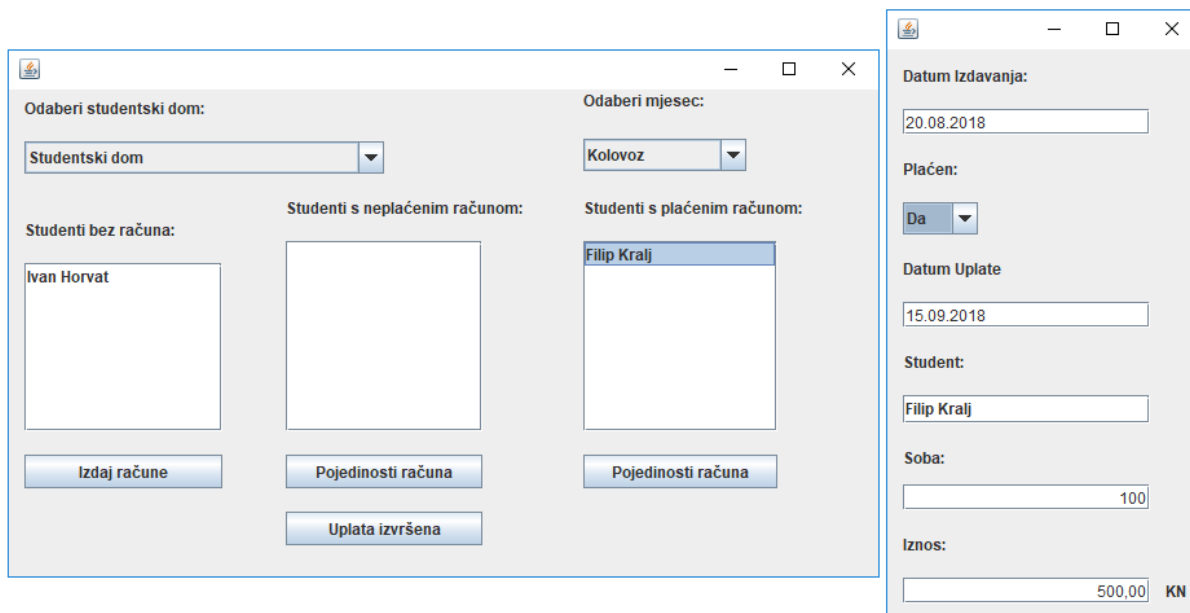 Odaberi studentski dom:
Studentski dom
Odaberi mjesec:
Kolovoz
Studenti bez računa:
Ivan Horvat
Izdaj račune
Studenti s neplaćenim računom:
Pojedinosti računa
Uplata izvršena
Studenti s plaćenim računom:
Filip Kralj
Pojedinosti računa
Datum Izdavanja:
20.08.2018
Plaćen:
Da
Datum Uplate
15.09.2018
Student:
Filip Kralj
Soba:
100
Iznos:
500,00 KN